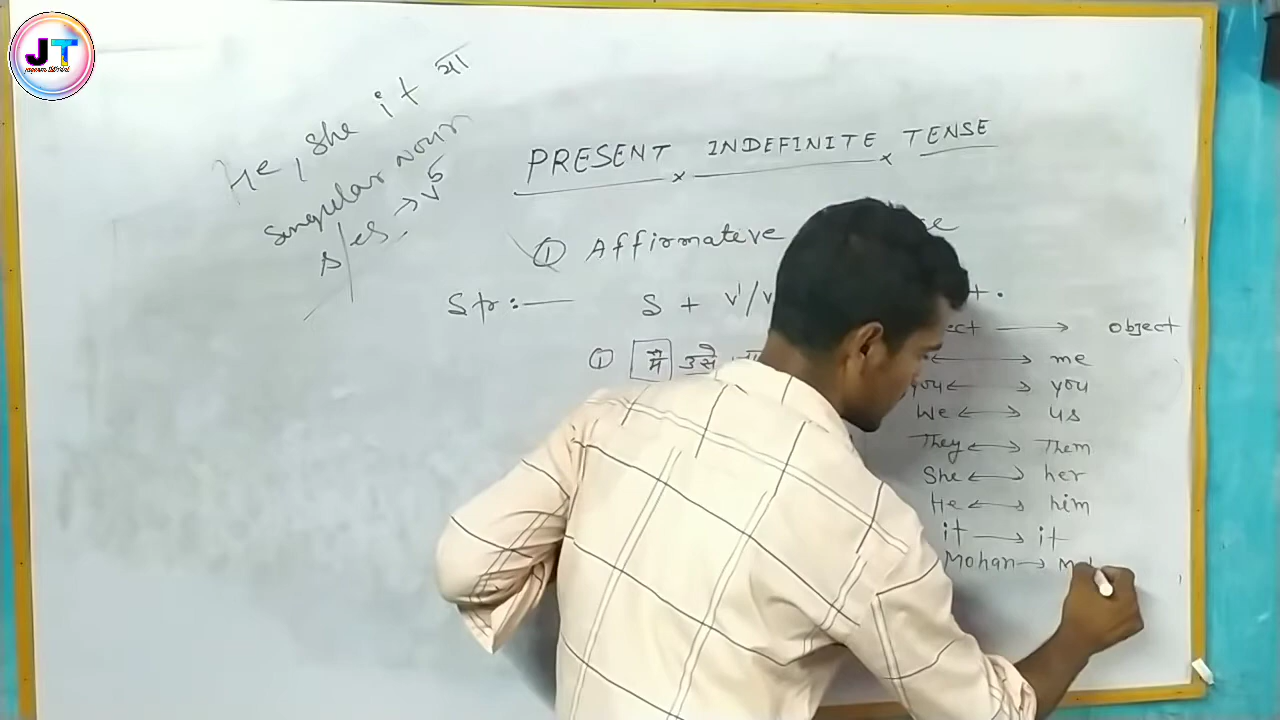 JT
He, she it या
singular noun
s/es. → v5
PRESENT INDEFINITE TENSE
① Affirmative
Str :— S + v1/v
① मैं उसे
object
me
you ↔ you
We ↔ us
They ↔ Them
She ↔ her
He ↔ him
it → it
Mohan →